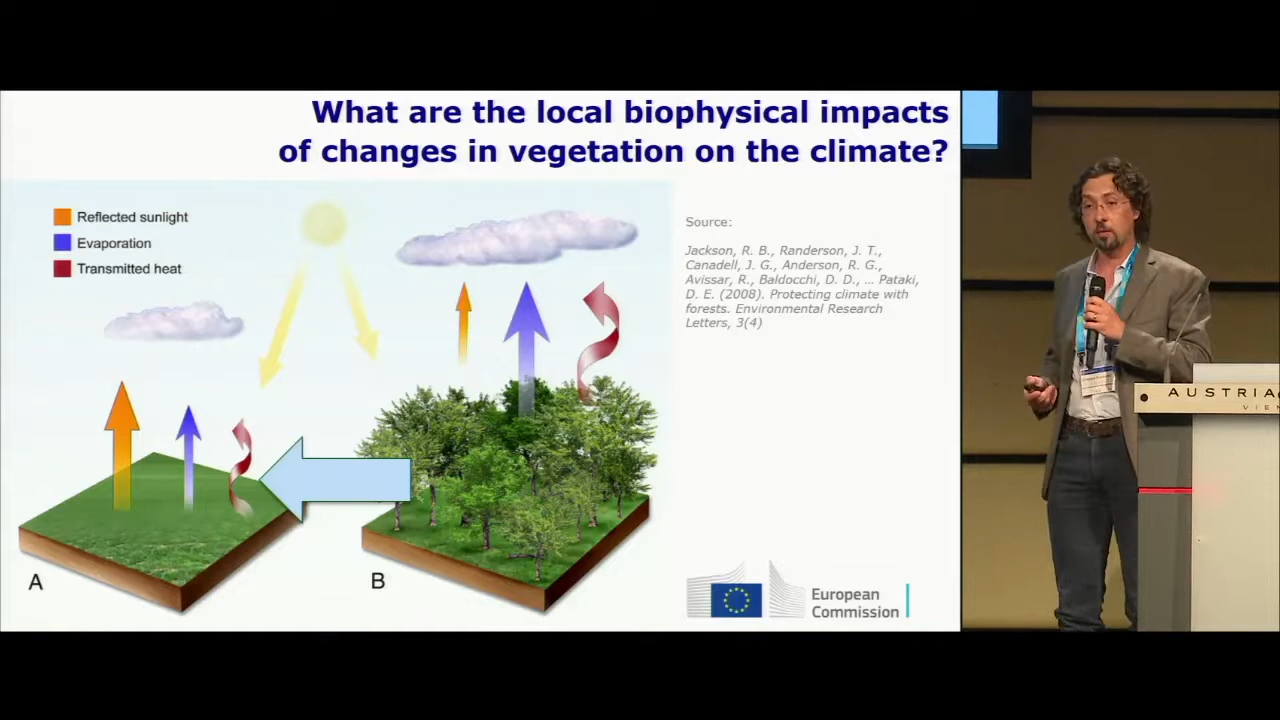 What are the local biophysical impacts
of changes in vegetation on the climate?
Reflected sunlight
Evaporation
Transmitted heat
A
B
Source:
Jackson, R. B., Randerson, J. T.,
Canadell, J. G., Anderson, R. G.,
Avissar, R., Baldocchi, D. D., … Pataki,
D. E. (2008). Protecting climate with
forests. Environmental Research
Letters, 3(4)
European
Commission
AUSTRIA
VIEN